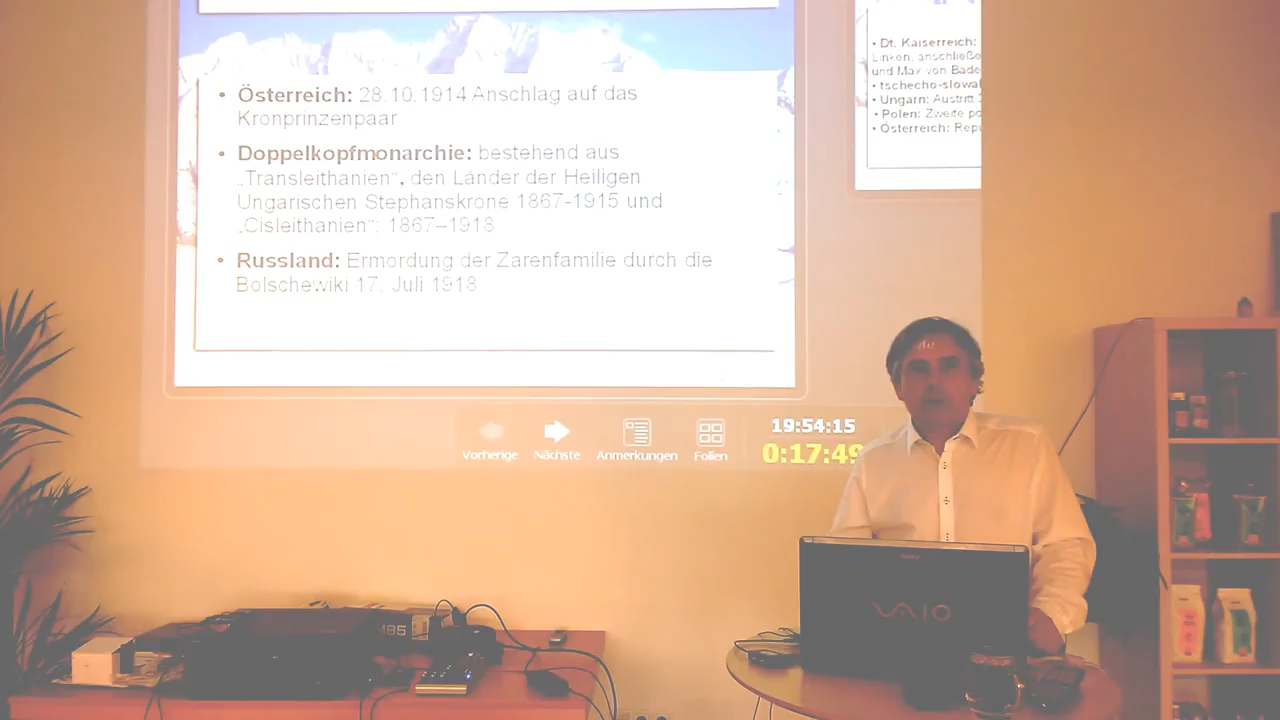 • Österreich: 28.10.1914 Anschlag auf das
Kronprinzenpaar
• Doppelkopfmonarchie: bestehend aus
„Transleithanien“, den Länder der Heiligen
Ungarischen Stephanskrone 1867-1915 und
„Cisleithanien“: 1867–1918
• Russland: Ermordung der Zarenfamilie durch die
Bolschewiki 17. Juli 1918
• Dt. Kaiserreich:
Linken, anschließe
und Max von Bade
• tschecho-slowa
• Ungarn: Austritt
• Polen: Zweite po
• Österreich: Rep
Vorherige
Nächste
Anmerkungen
Folien
19:54:15
0:17:49
VAIO